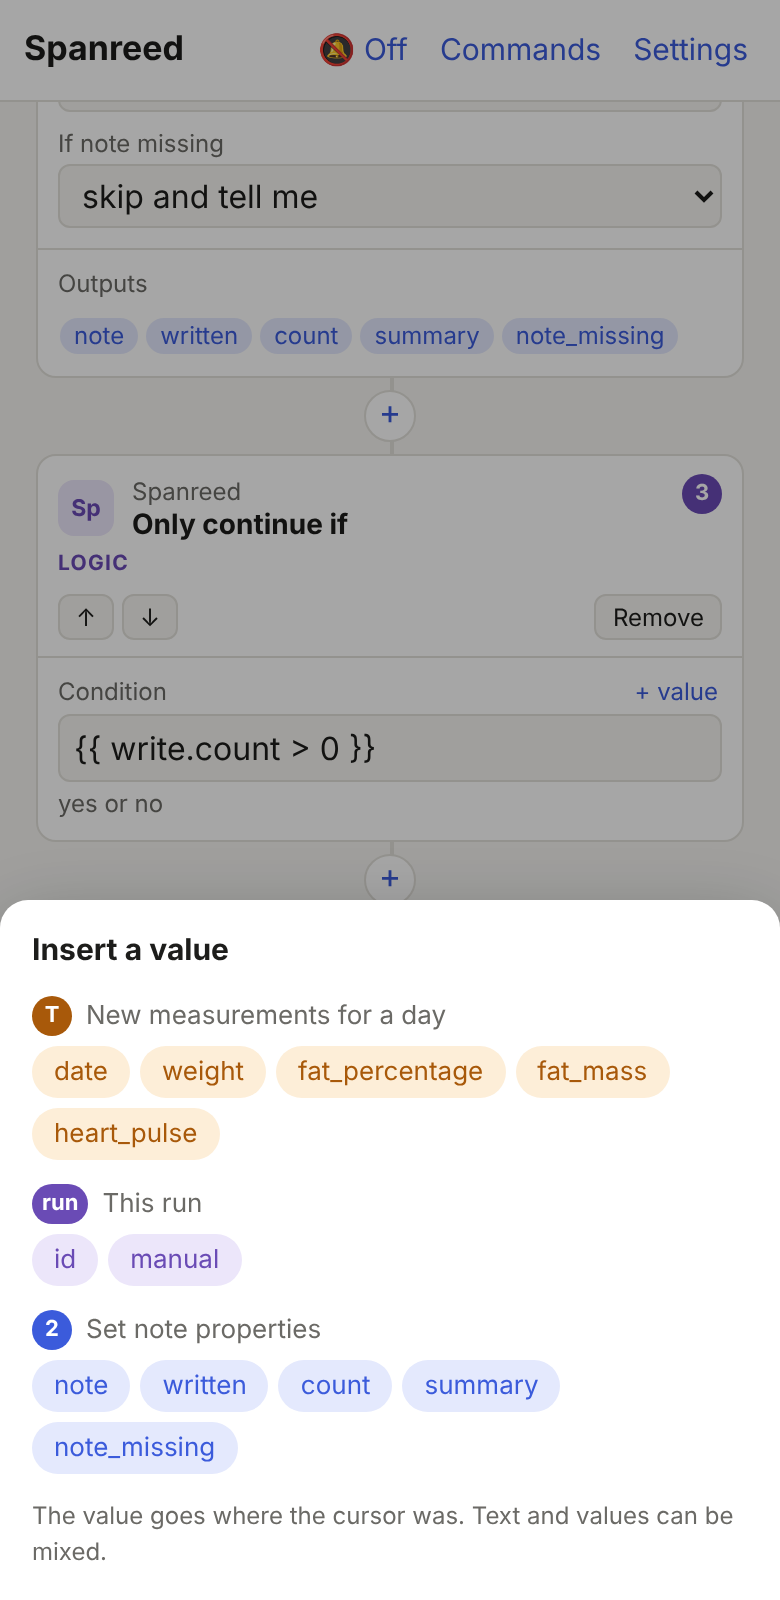 Spanreed
Off
Commands
Settings
If note missing
skip and tell me
Outputs
note written count summary note_missing
+
Sp
Spanreed
3
Only continue if
LOGIC
↑ ↓ Remove
Condition + value
{{ write.count > 0 }}
yes or no
+
Insert a value
T New measurements for a day
date weight fat_percentage fat_mass
heart_pulse
run This run
id manual
2 Set note properties
note written count summary
note_missing
The value goes where the cursor was. Text and values can be
mixed.